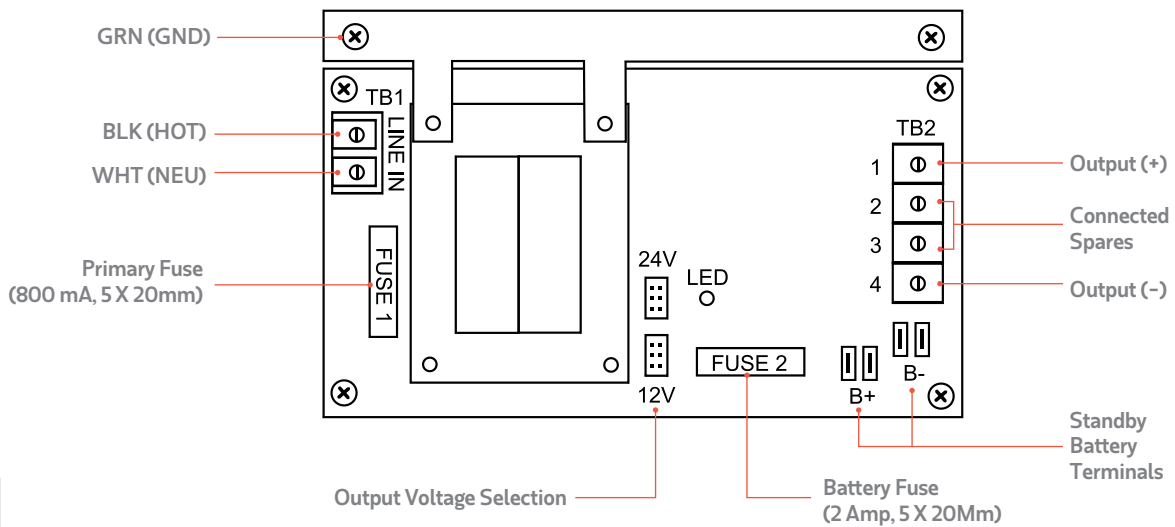 GRN (GND)
TB1
BLK (HOT)
WHT (NEU)
LINE IN
TB2
1
2
3
4
Output (+)
Connected
Spares
Output (-)
Primary Fuse
(800 mA, 5 X 20mm)
FUSE 1
24V
LED
12V
FUSE 2
B+
B-
Standby
Battery
Terminals
Output Voltage Selection
Battery Fuse
(2 Amp, 5 X 20Mm)